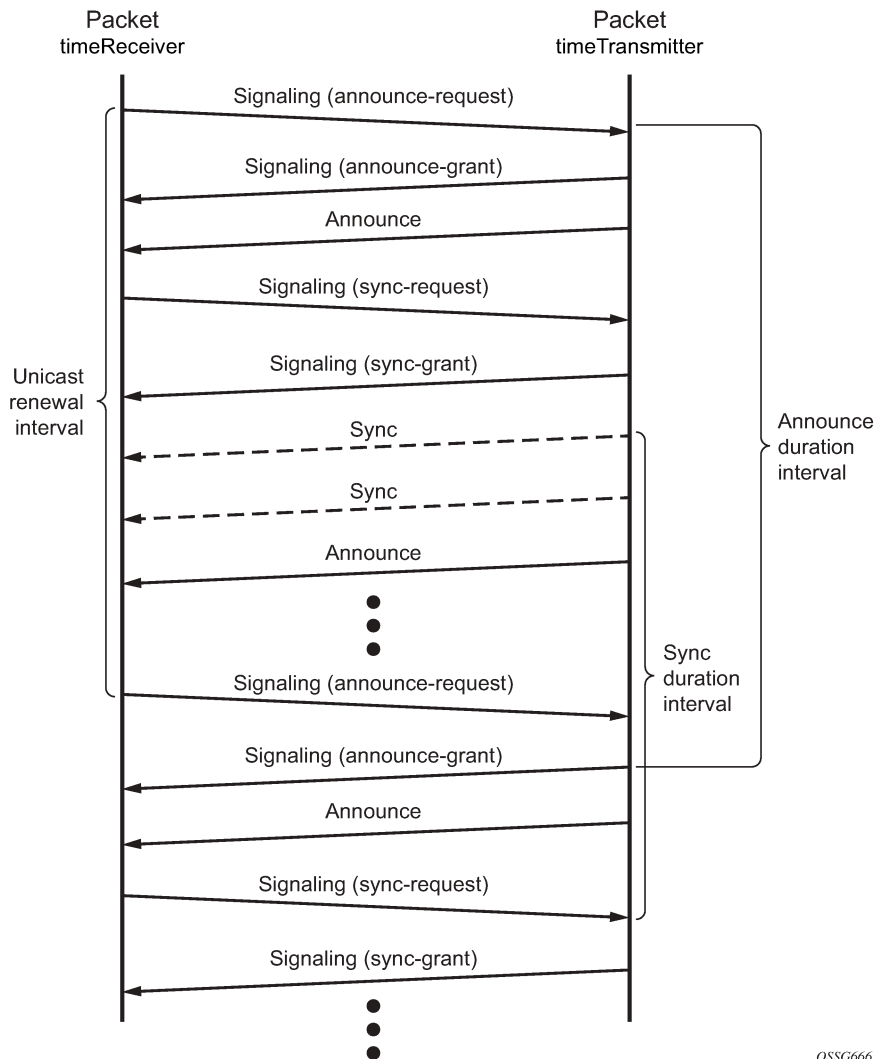 Packet
timeReceiver
Packet
timeTransmitter
Signaling (announce-request)
Signaling (announce-grant)
Announce
Signaling (sync-request)
Signaling (sync-grant)
Unicast
renewal
interval
Sync
Sync
Announce
Announce
duration
interval
Sync
duration
interval
Signaling (announce-request)
Signaling (announce-grant)
Announce
Signaling (sync-request)
Signaling (sync-grant)
OSSG666